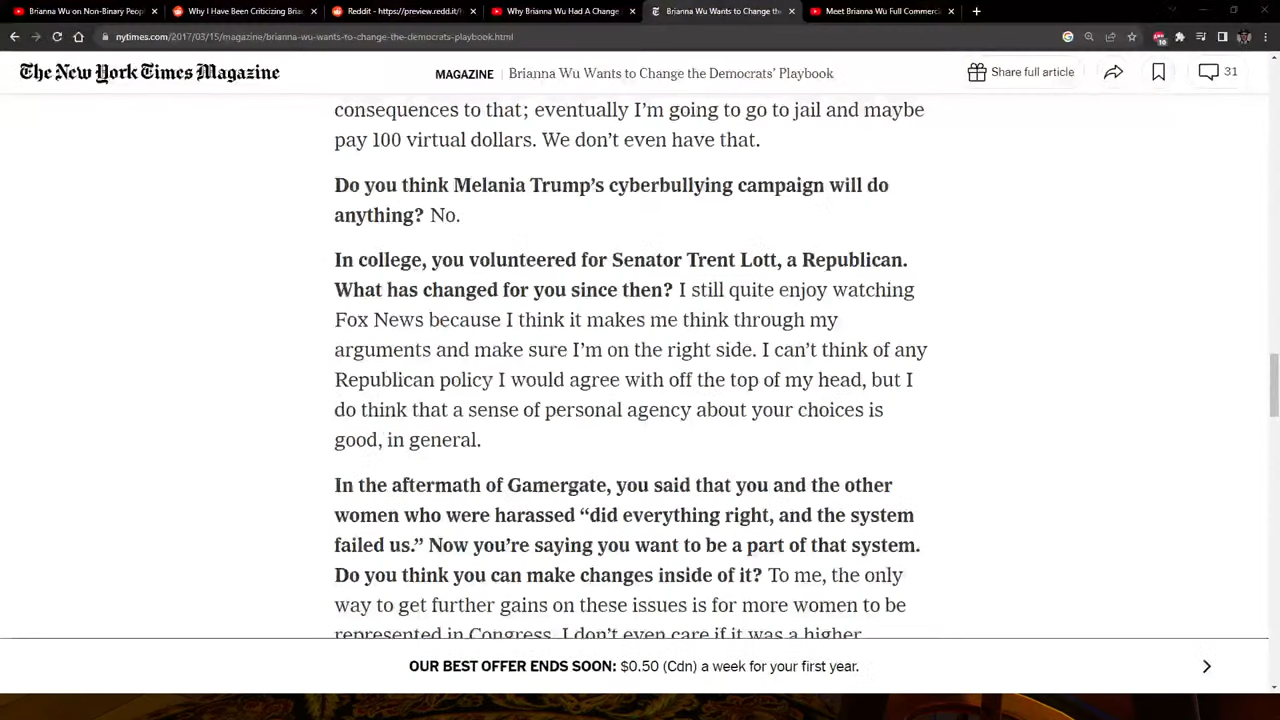 Brianna Wu on Non-Binary Peopl
Why I Have Been Criticizing Bria
Reddit - https://preview.redd.it/
Why Brianna Wu Had A Change
Brianna Wu Wants to Change the
Meet Brianna Wu Full Commerci
nytimes.com/2017/03/15/magazine/brianna-wu-wants-to-change-the-democrats-playbook.html
The New York Times Magazine
MAGAZINE | Brianna Wu Wants to Change the Democrats’ Playbook
Share full article
31
consequences to that; eventually I’m going to go to jail and maybe
pay 100 virtual dollars. We don’t even have that.
Do you think Melania Trump’s cyberbullying campaign will do
anything? No.
In college, you volunteered for Senator Trent Lott, a Republican.
What has changed for you since then? I still quite enjoy watching
Fox News because I think it makes me think through my
arguments and make sure I’m on the right side. I can’t think of any
Republican policy I would agree with off the top of my head, but I
do think that a sense of personal agency about your choices is
good, in general.
In the aftermath of Gamergate, you said that you and the other
women who were harassed “did everything right, and the system
failed us.” Now you’re saying you want to be a part of that system.
Do you think you can make changes inside of it? To me, the only
way to get further gains on these issues is for more women to be
represented in Congress. I don’t even care if it was a higher
OUR BEST OFFER ENDS SOON: $0.50 (Cdn) a week for your first year.